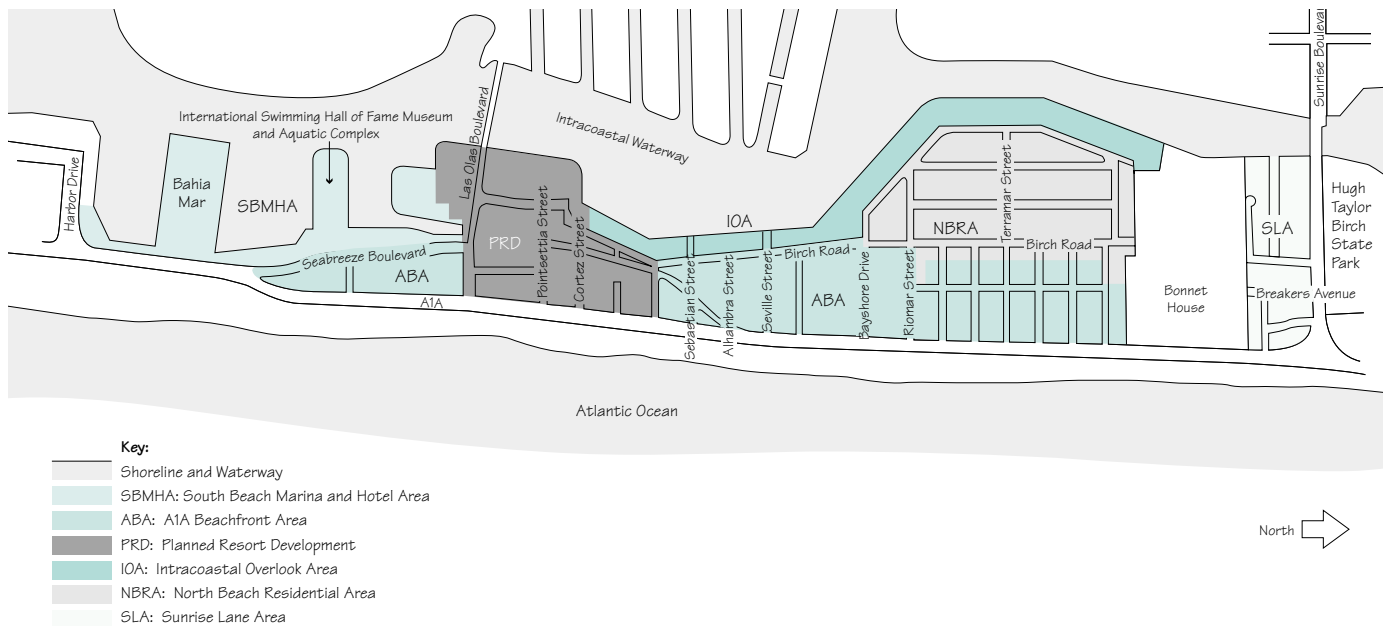 Sunrise Boulevar
International Swimming Hall of Fame Museum
and Aquatic Complex
Las Olas Boulevard
Intracoastal Waterway
Harbor Drive
Bahia
Mar
SBMHA
Seabreeze Boulevard
ABA
A1A
PRD
Pointsettia Street
Cortez Street
IOA
Birch Road
Sebastian Street
Alhambra Street
Seville Street
ABA
Bayshore Drive
Riomar Street
NBRA
Terramar Street
Birch Road
Bonnet
House
SLA
Breakers Avenue
Hugh
Taylor
Birch
State
Park
Atlantic Ocean
Key:
Shoreline and Waterway
SBMHA: South Beach Marina and Hotel Area
ABA: A1A Beachfront Area
PRD: Planned Resort Development
IOA: Intracoastal Overlook Area
NBRA: North Beach Residential Area
SLA: Sunrise Lane Area
North